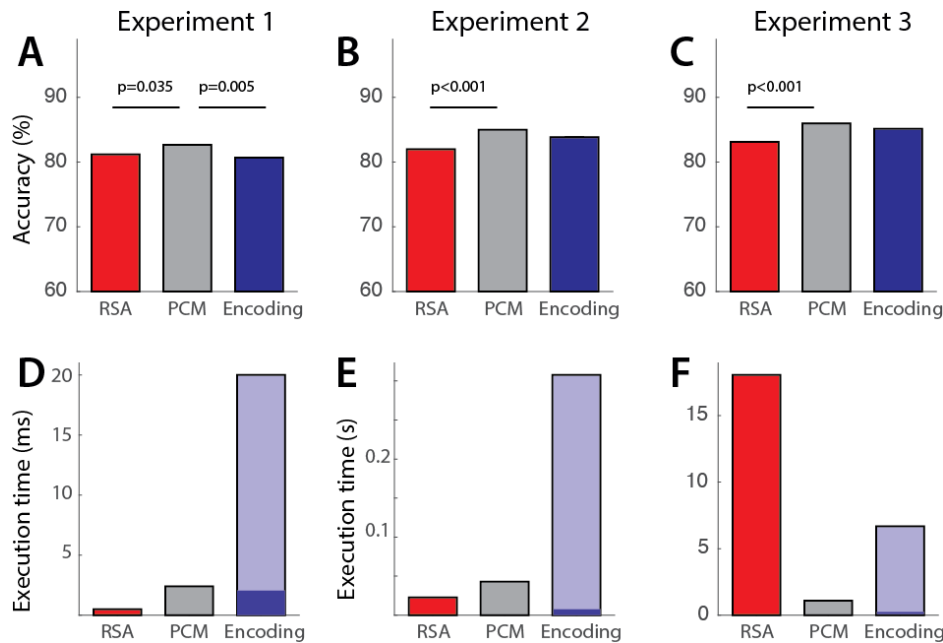 Experiment 1
Experiment 2
Experiment 3
A
B
C
Accuracy (%)
90
80
70
60
p=0.035
p=0.005
RSA
PCM
Encoding
90
80
70
60
p<0.001
RSA
PCM
Encoding
90
80
70
60
p<0.001
RSA
PCM
Encoding
D
E
F
Execution time (ms)
20
15
10
5
RSA
PCM
Encoding
Execution time (s)
0.2
0.1
RSA
PCM
Encoding
15
10
5
0
RSA
PCM
Encoding